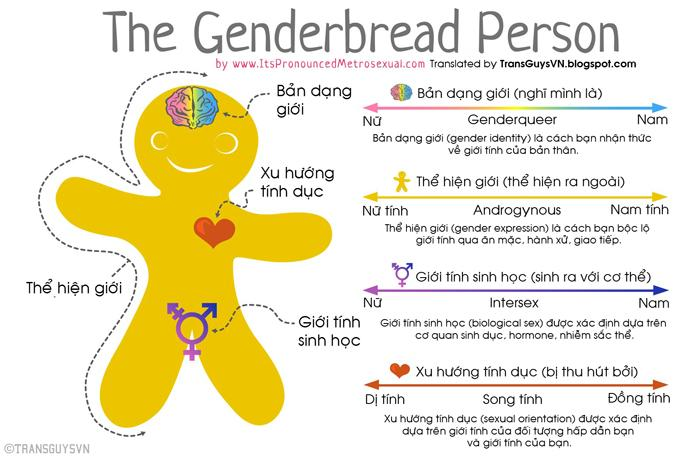 The Genderbread Person
by www.ItsPronouncedMetrosexual.com Translated by TransGuysVN.blogspot.com
Bản dạng
giới
Xu hướng
tính dục
Thể hiện giới
Giới tính
sinh học
Bản dạng giới (nghĩ mình là)
Nữ Genderqueer Nam
Bản dạng giới (gender identity) là cách bạn nhận thức
về giới tính của bản thân.
Thể hiện giới (thể hiện ra ngoài)
Nữ tính Androgynous Nam tính
Thể hiện giới (gender expression) là cách bạn bộc lộ
giới tính qua ăn mặc, hành xử, giao tiếp.
Giới tính sinh học (sinh ra với cơ thể)
Nữ Intersex Nam
Giới tính sinh học (biological sex) được xác định dựa trên
cơ quan sinh dục, hormone, nhiễm sắc thể.
Xu hướng tính dục (bị thu hút bởi)
Dị tính Song tính Đồng tính
Xu hướng tính dục (sexual orientation) được xác định
dựa trên giới tính của đối tượng hấp dẫn bạn
và giới tính của bạn.
©TRANSGUYSVN